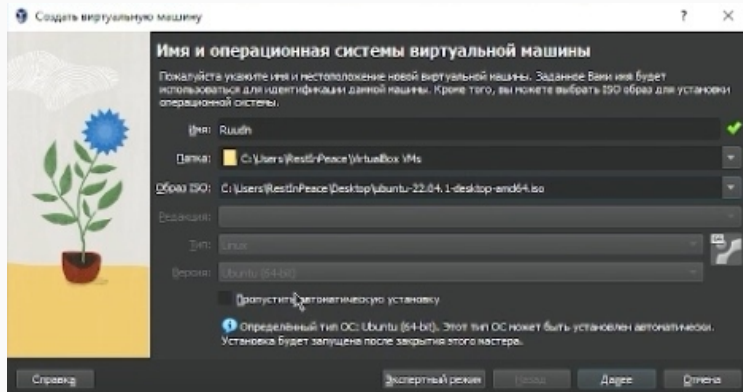 Создать виртуальную машину
Имя и операционная системы виртуальной машины
Пожалуйста укажите имя и местоположение новой виртуальной машины. Заданное Вами имя будет
использоваться для идентификации данной машины. Кроме того, вы можете выбрать ISO образ для установки
операционной системы.
Имя: Ruudn
Папка: C:\Users\RestInPeace\VirtualBox VMs
Образ ISO: C:\Users\RestInPeace\Desktop\ubuntu-22.04.1-desktop-amd64.iso
Редакция:
Тип: Linux
Версия: Ubuntu (64-bit)
Пропустить автоматическую установку
Определённый тип ОС: Ubuntu (64-bit). Этот тип ОС может быть установлен автоматически.
Установка Будет запущена после закрытия этого мастера.
Справка Экспертный режим Назад Далее Отмена